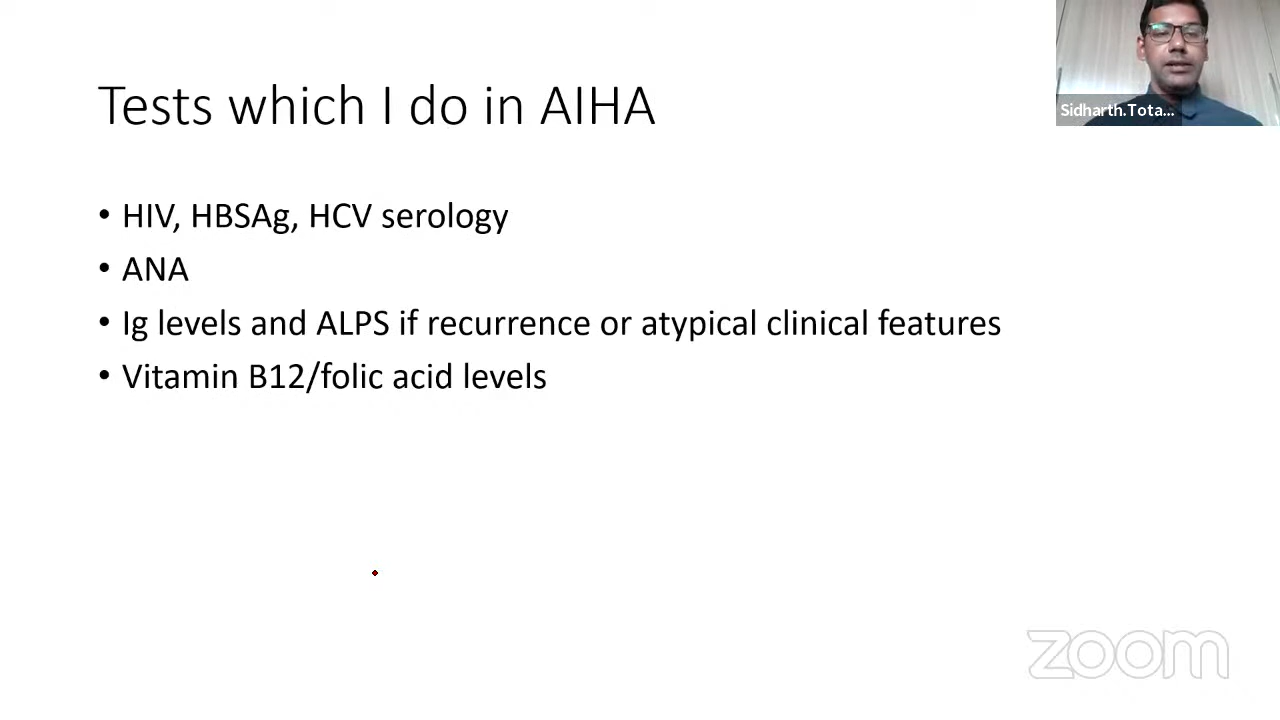 Tests which I do in AIHA
Sidharth.Tota...
• HIV, HBSAg, HCV serology
• ANA
• Ig levels and ALPS if recurrence or atypical clinical features
• Vitamin B12/folic acid levels
zoom